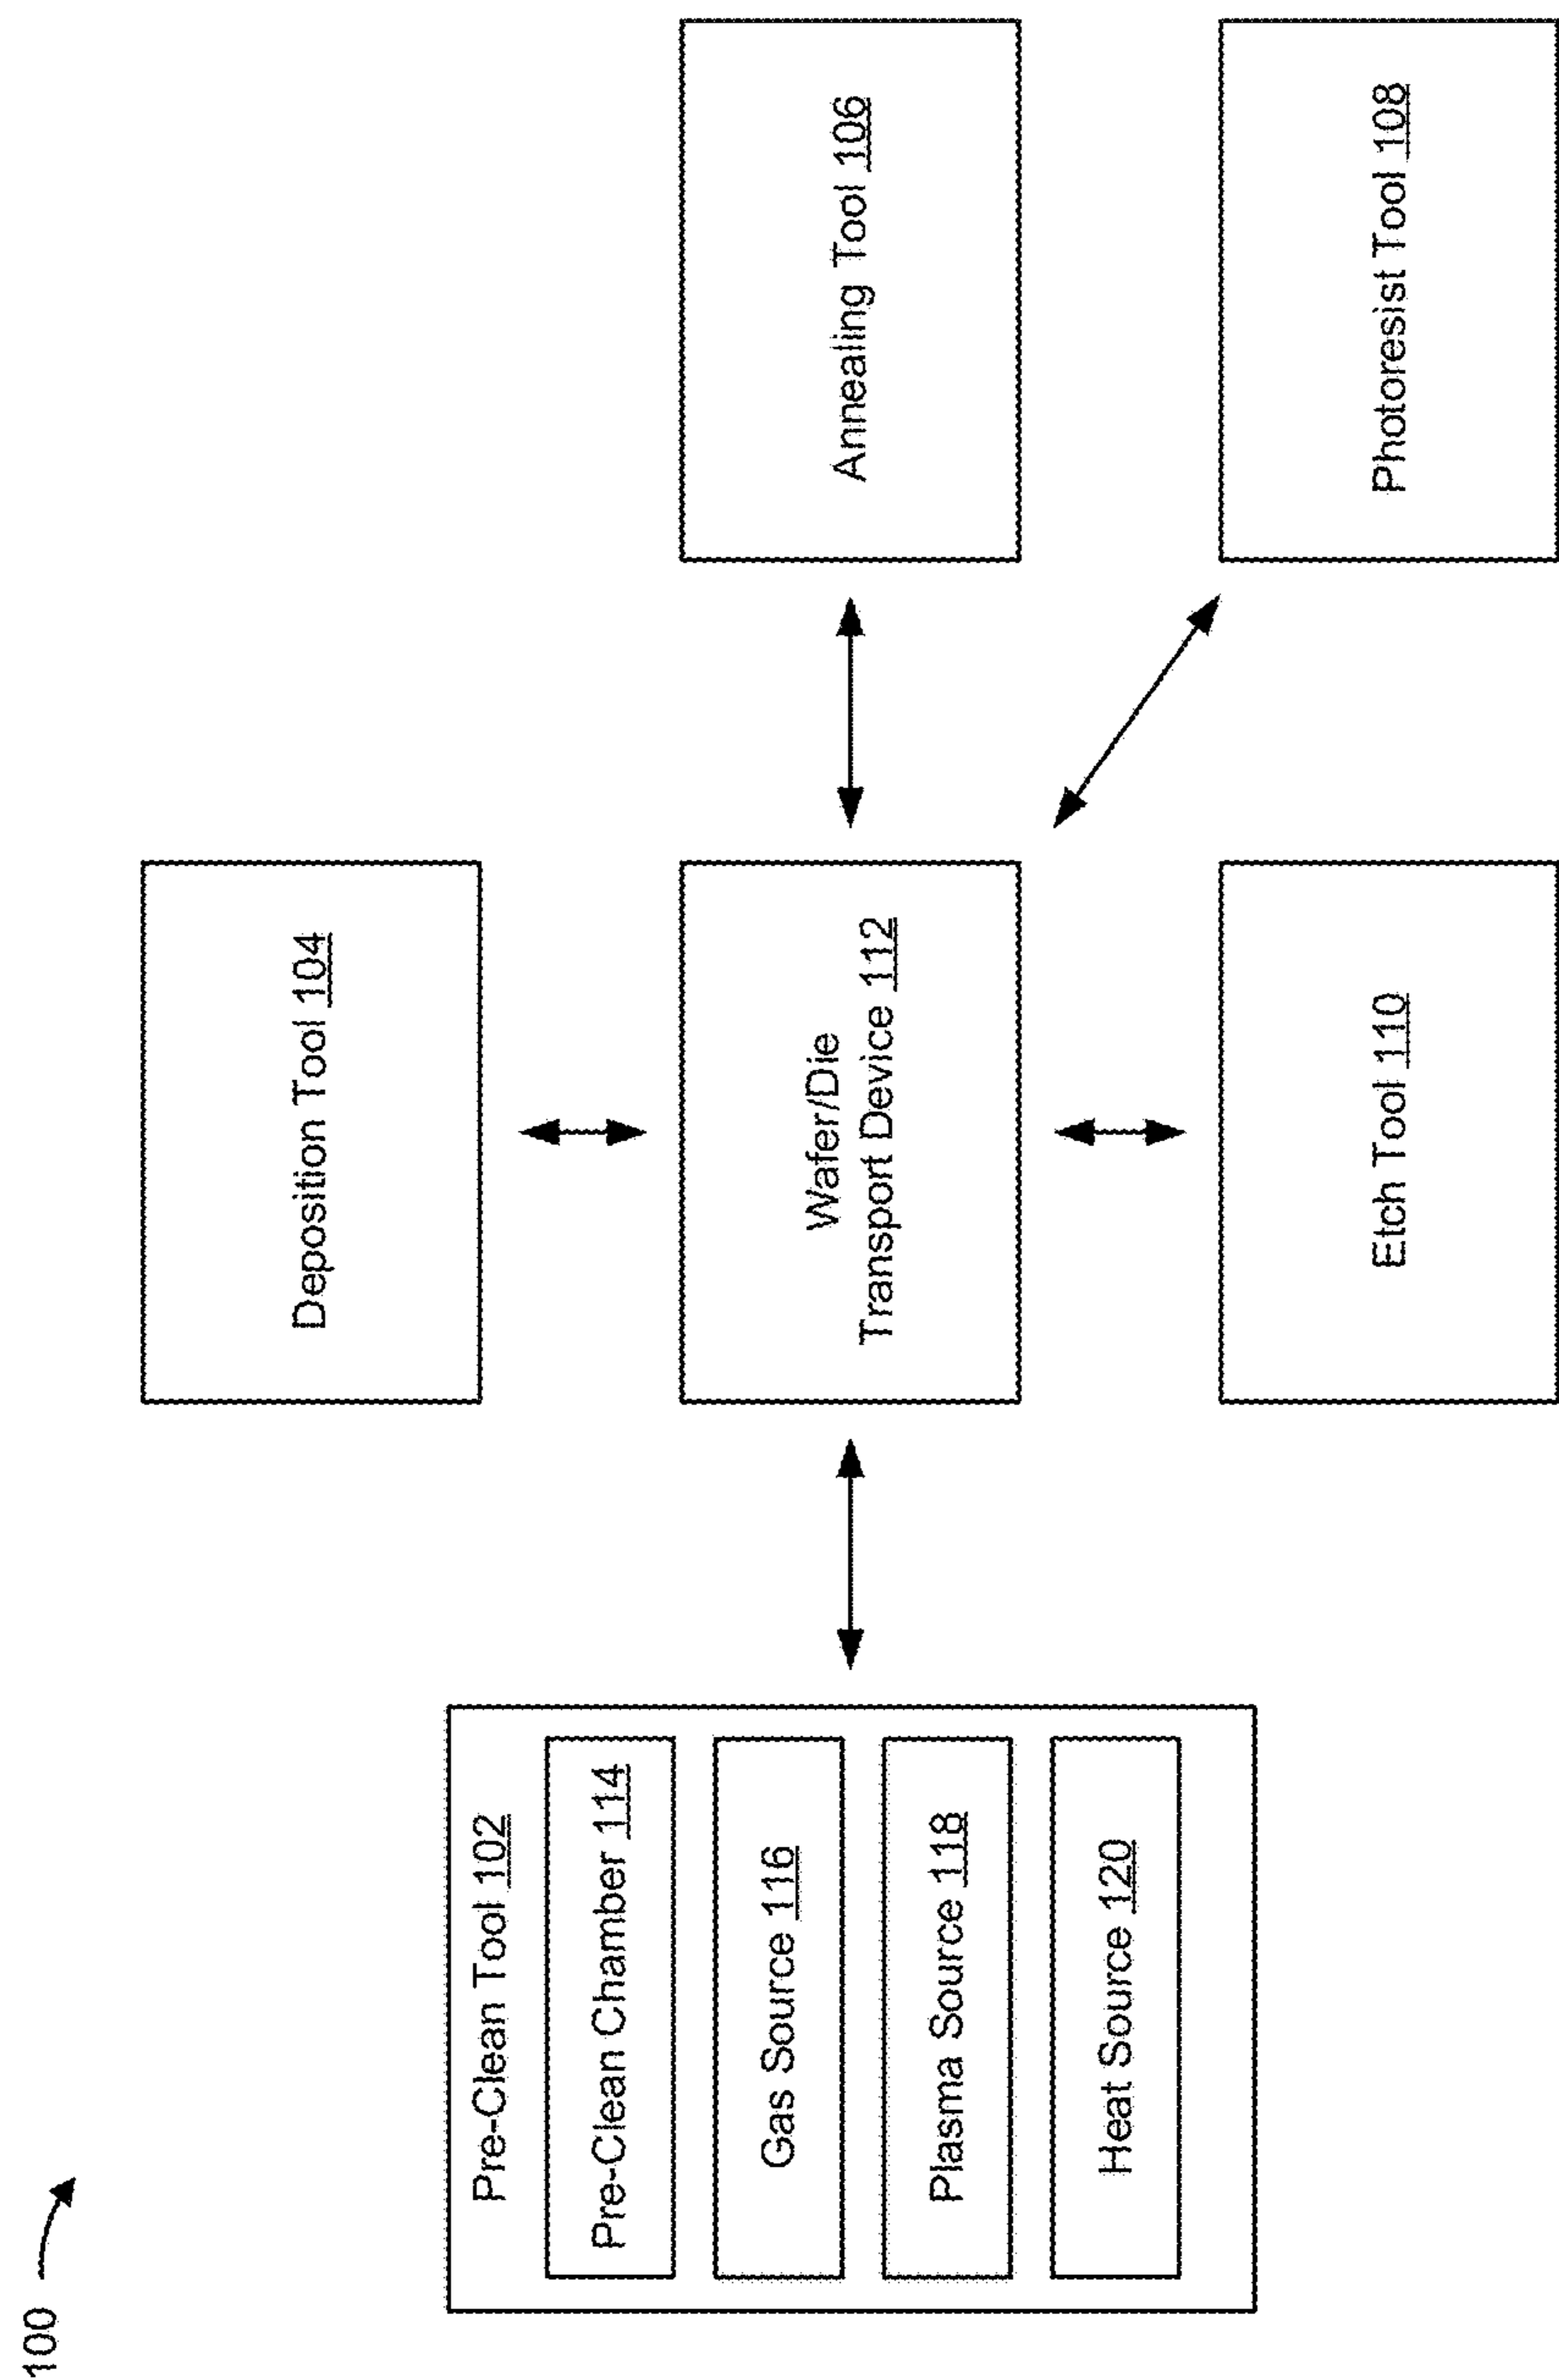 100
Pre-Clean Tool 102
Pre-Clean Chamber 114
Gas Source 116
Plasma Source 118
Heat Source 120
Deposition Tool 104
Wafer/Die
Transport Device 112
Etch Tool 110
Annealing Tool 106
Photoresist Tool 108